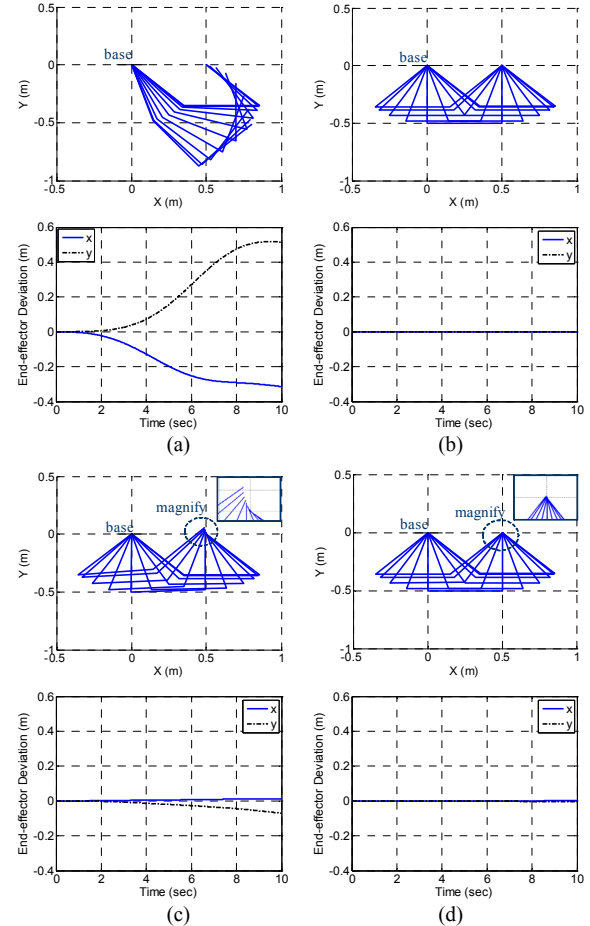 0.5
base
0
Y (m)
-0.5
-1
-0.5 0 0.5 1
X (m)
0.5
base
0
Y (m)
-0.5
-1
-0.5 0 0.5 1
X (m)
0.6
x
y
0.4
0.2
0
-0.2
-0.4
End-effector Deviation (m)
0 2 4 6 8 10
Time (sec)
(a)
0.6
x
y
0.4
0.2
0
-0.2
-0.4
End-effector Deviation (m)
0 2 4 6 8 10
Time (sec)
(b)
0.5
magnify
base
0
Y (m)
-0.5
-1
-0.5 0 0.5 1
X (m)
0.5
magnify
base
0
Y (m)
-0.5
-1
-0.5 0 0.5 1
X (m)
0.6
x
y
0.4
0.2
0
-0.2
-0.4
End-effector Deviation (m)
0 2 4 6 8 10
Time (sec)
(c)
0.6
x
y
0.4
0.2
0
-0.2
-0.4
End-effector Deviation (m)
0 2 4 6 8 10
Time (sec)
(d)